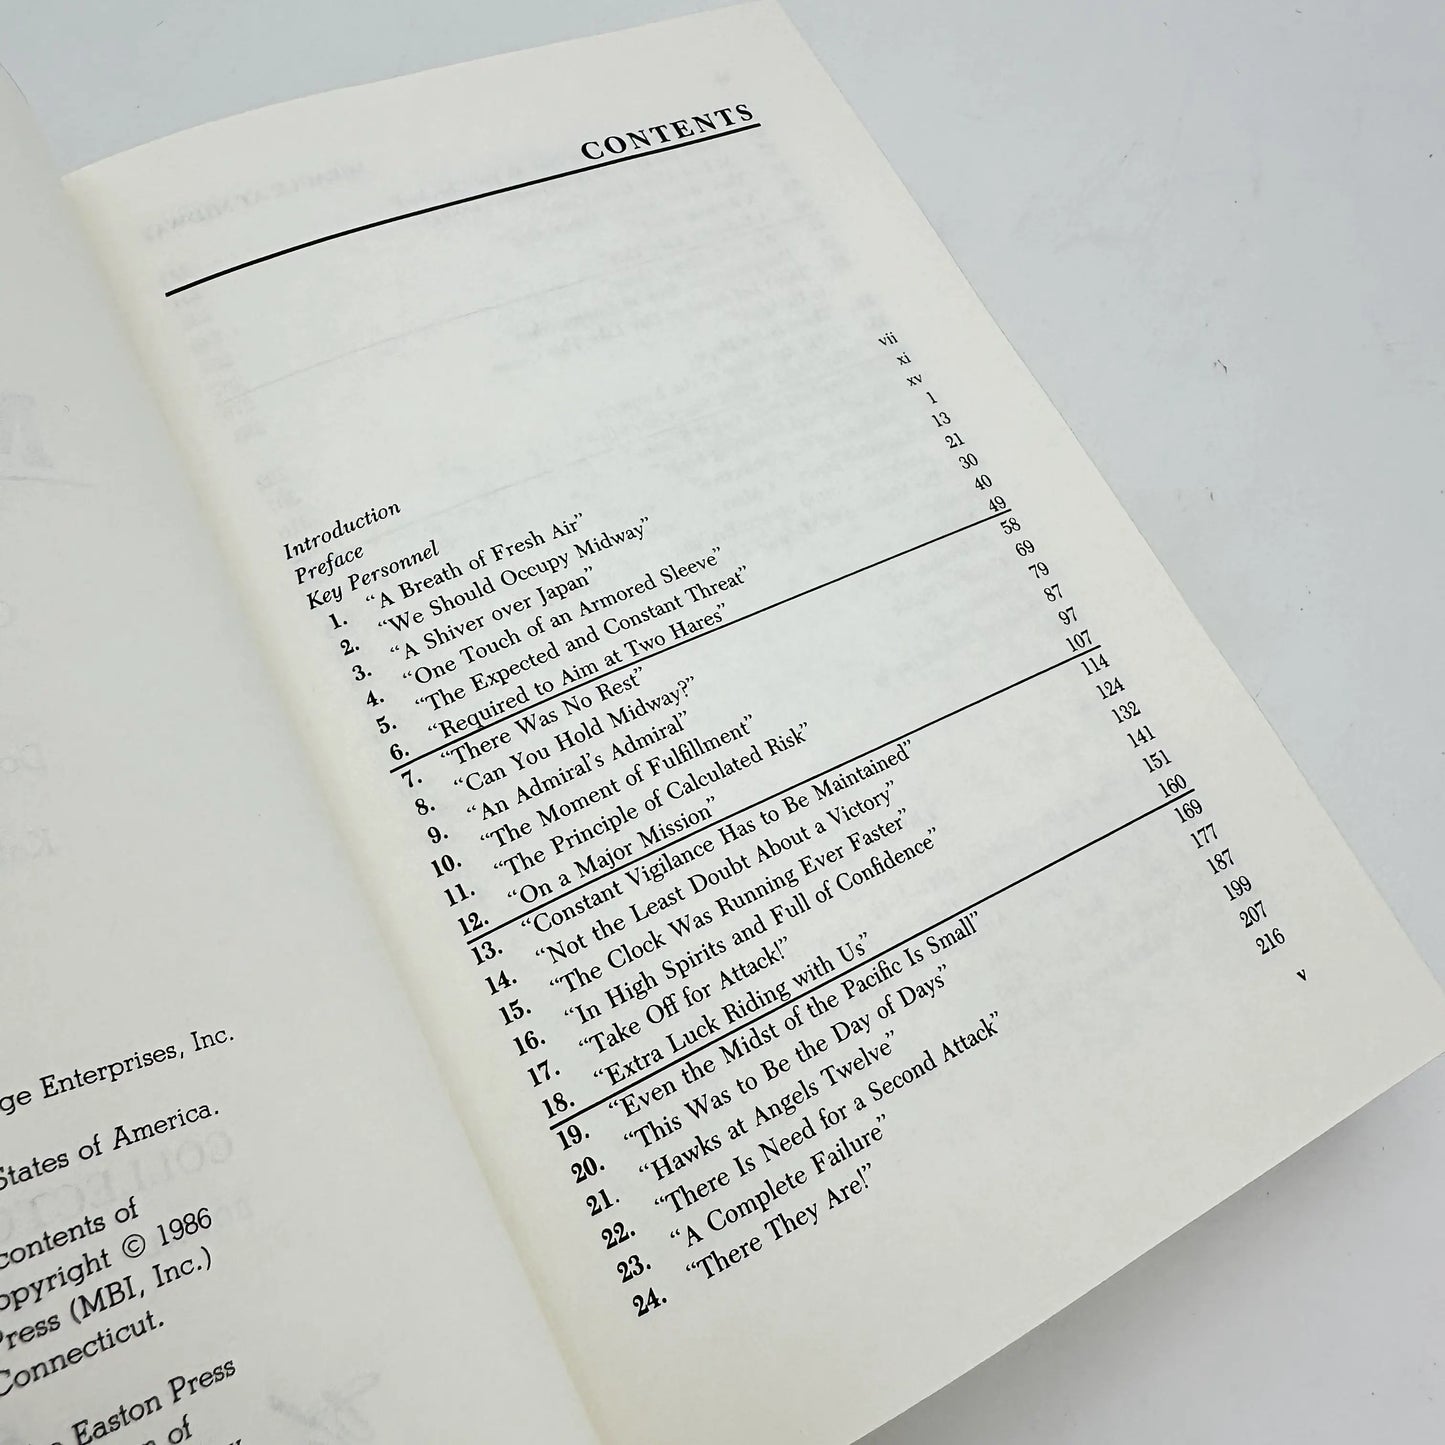 ge Enterprises, Inc.
States of America.
contents of
opyright © 1986
Press (MBI, Inc.)
Connecticut.
Easton Press
of
CONTENTS
Introduction vii
Preface xi
Key Personnel xv
1. “A Breath of Fresh Air” 1
2. “We Should Occupy Midway” 13
3. “A Shiver over Japan” 21
4. “One Touch of an Armored Sleeve” 30
5. “The Expected and Constant Threat” 40
6. “Required to Aim at Two Hares” 49
7. “There Was No Rest” 58
8. “Can You Hold Midway?” 69
9. “An Admiral’s Admiral” 79
10. “The Moment of Fulfillment” 87
11. “The Principle of Calculated Risk” 97
12. “On a Major Mission” 107
13. “Constant Vigilance Has to Be Maintained” 114
14. “Not the Least Doubt About a Victory” 124
15. “The Clock Was Running Ever Faster” 132
16. “In High Spirits and Full of Confidence” 141
17. “Take Off for Attack!” 151
18. “Extra Luck Riding with Us” 160
19. “Even the Midst of the Pacific Is Small” 169
20. “This Was to Be the Day of Days” 177
21. “Hawks at Angels Twelve” 187
22. “There Is Need for a Second Attack” 199
23. “A Complete Failure” 207
24. “There They Are!” 216
v